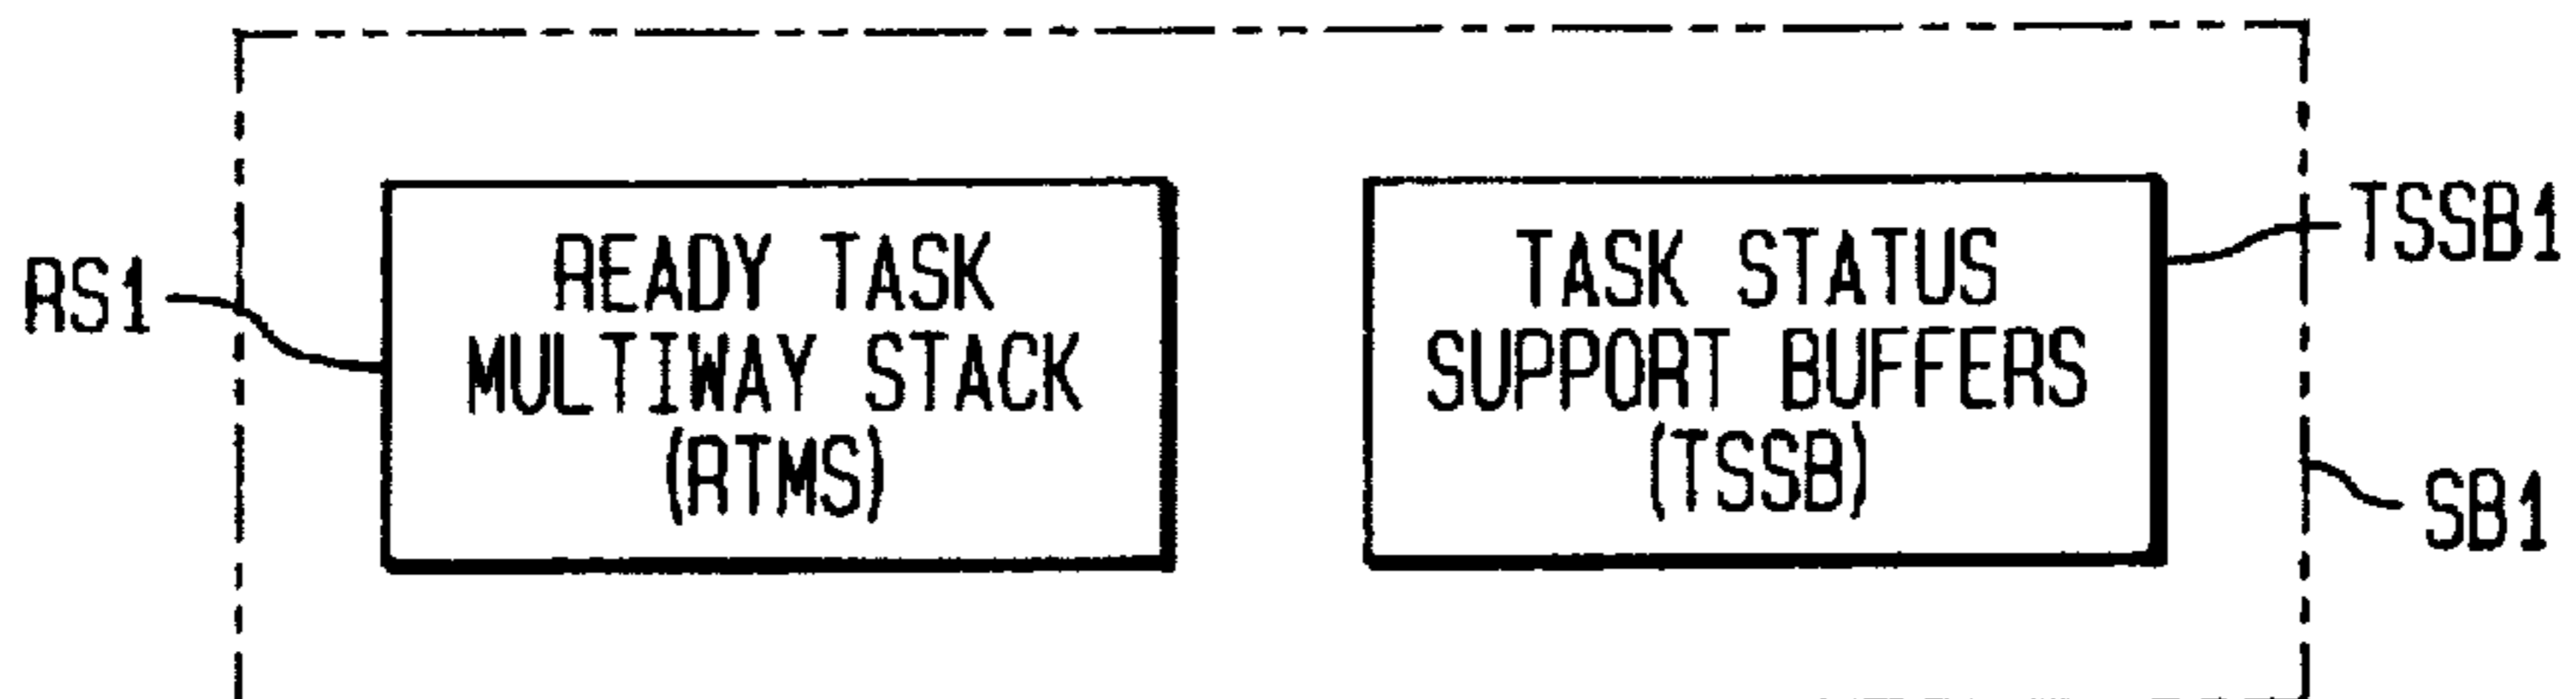 RS1
READY TASK
MULTIWAY STACK
(RTMS)
TASK STATUS
SUPPORT BUFFERS
(TSSB)
TSSB1
SB1